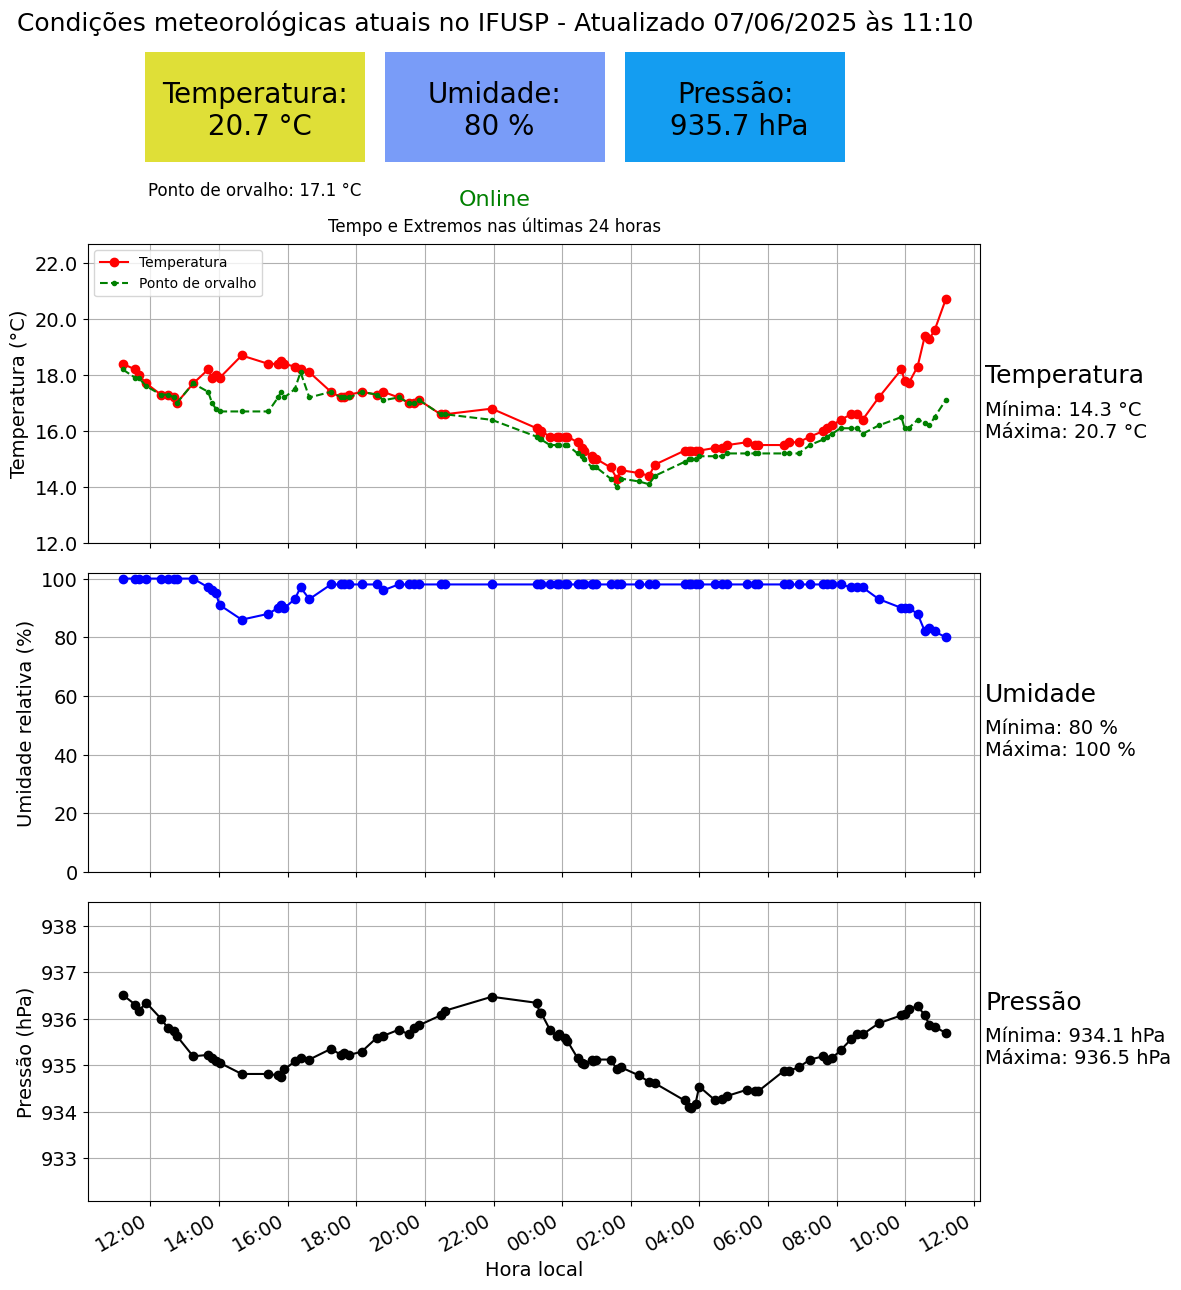 Condições meteorológicas atuais no IFUSP - Atualizado 07/06/2025 às 11:10
Temperatura:
20.7 °C
Umidade:
80 %
Pressão:
935.7 hPa
Ponto de orvalho: 17.1 °C
Online
Tempo e Extremos nas últimas 24 horas
Temperatura (°C)
22.0
20.0
18.0
16.0
14.0
12.0
Temperatura
Ponto de orvalho
Temperatura
Mínima: 14.3 °C
Máxima: 20.7 °C
Umidade relativa (%)
100
80
60
40
20
0
Umidade
Mínima: 80 %
Máxima: 100 %
Pressão (hPa)
938
937
936
935
934
933
Pressão
Mínima: 934.1 hPa
Máxima: 936.5 hPa
12:00 14:00 16:00 18:00 20:00 22:00 00:00 02:00 04:00 06:00 08:00 10:00 12:00
Hora local